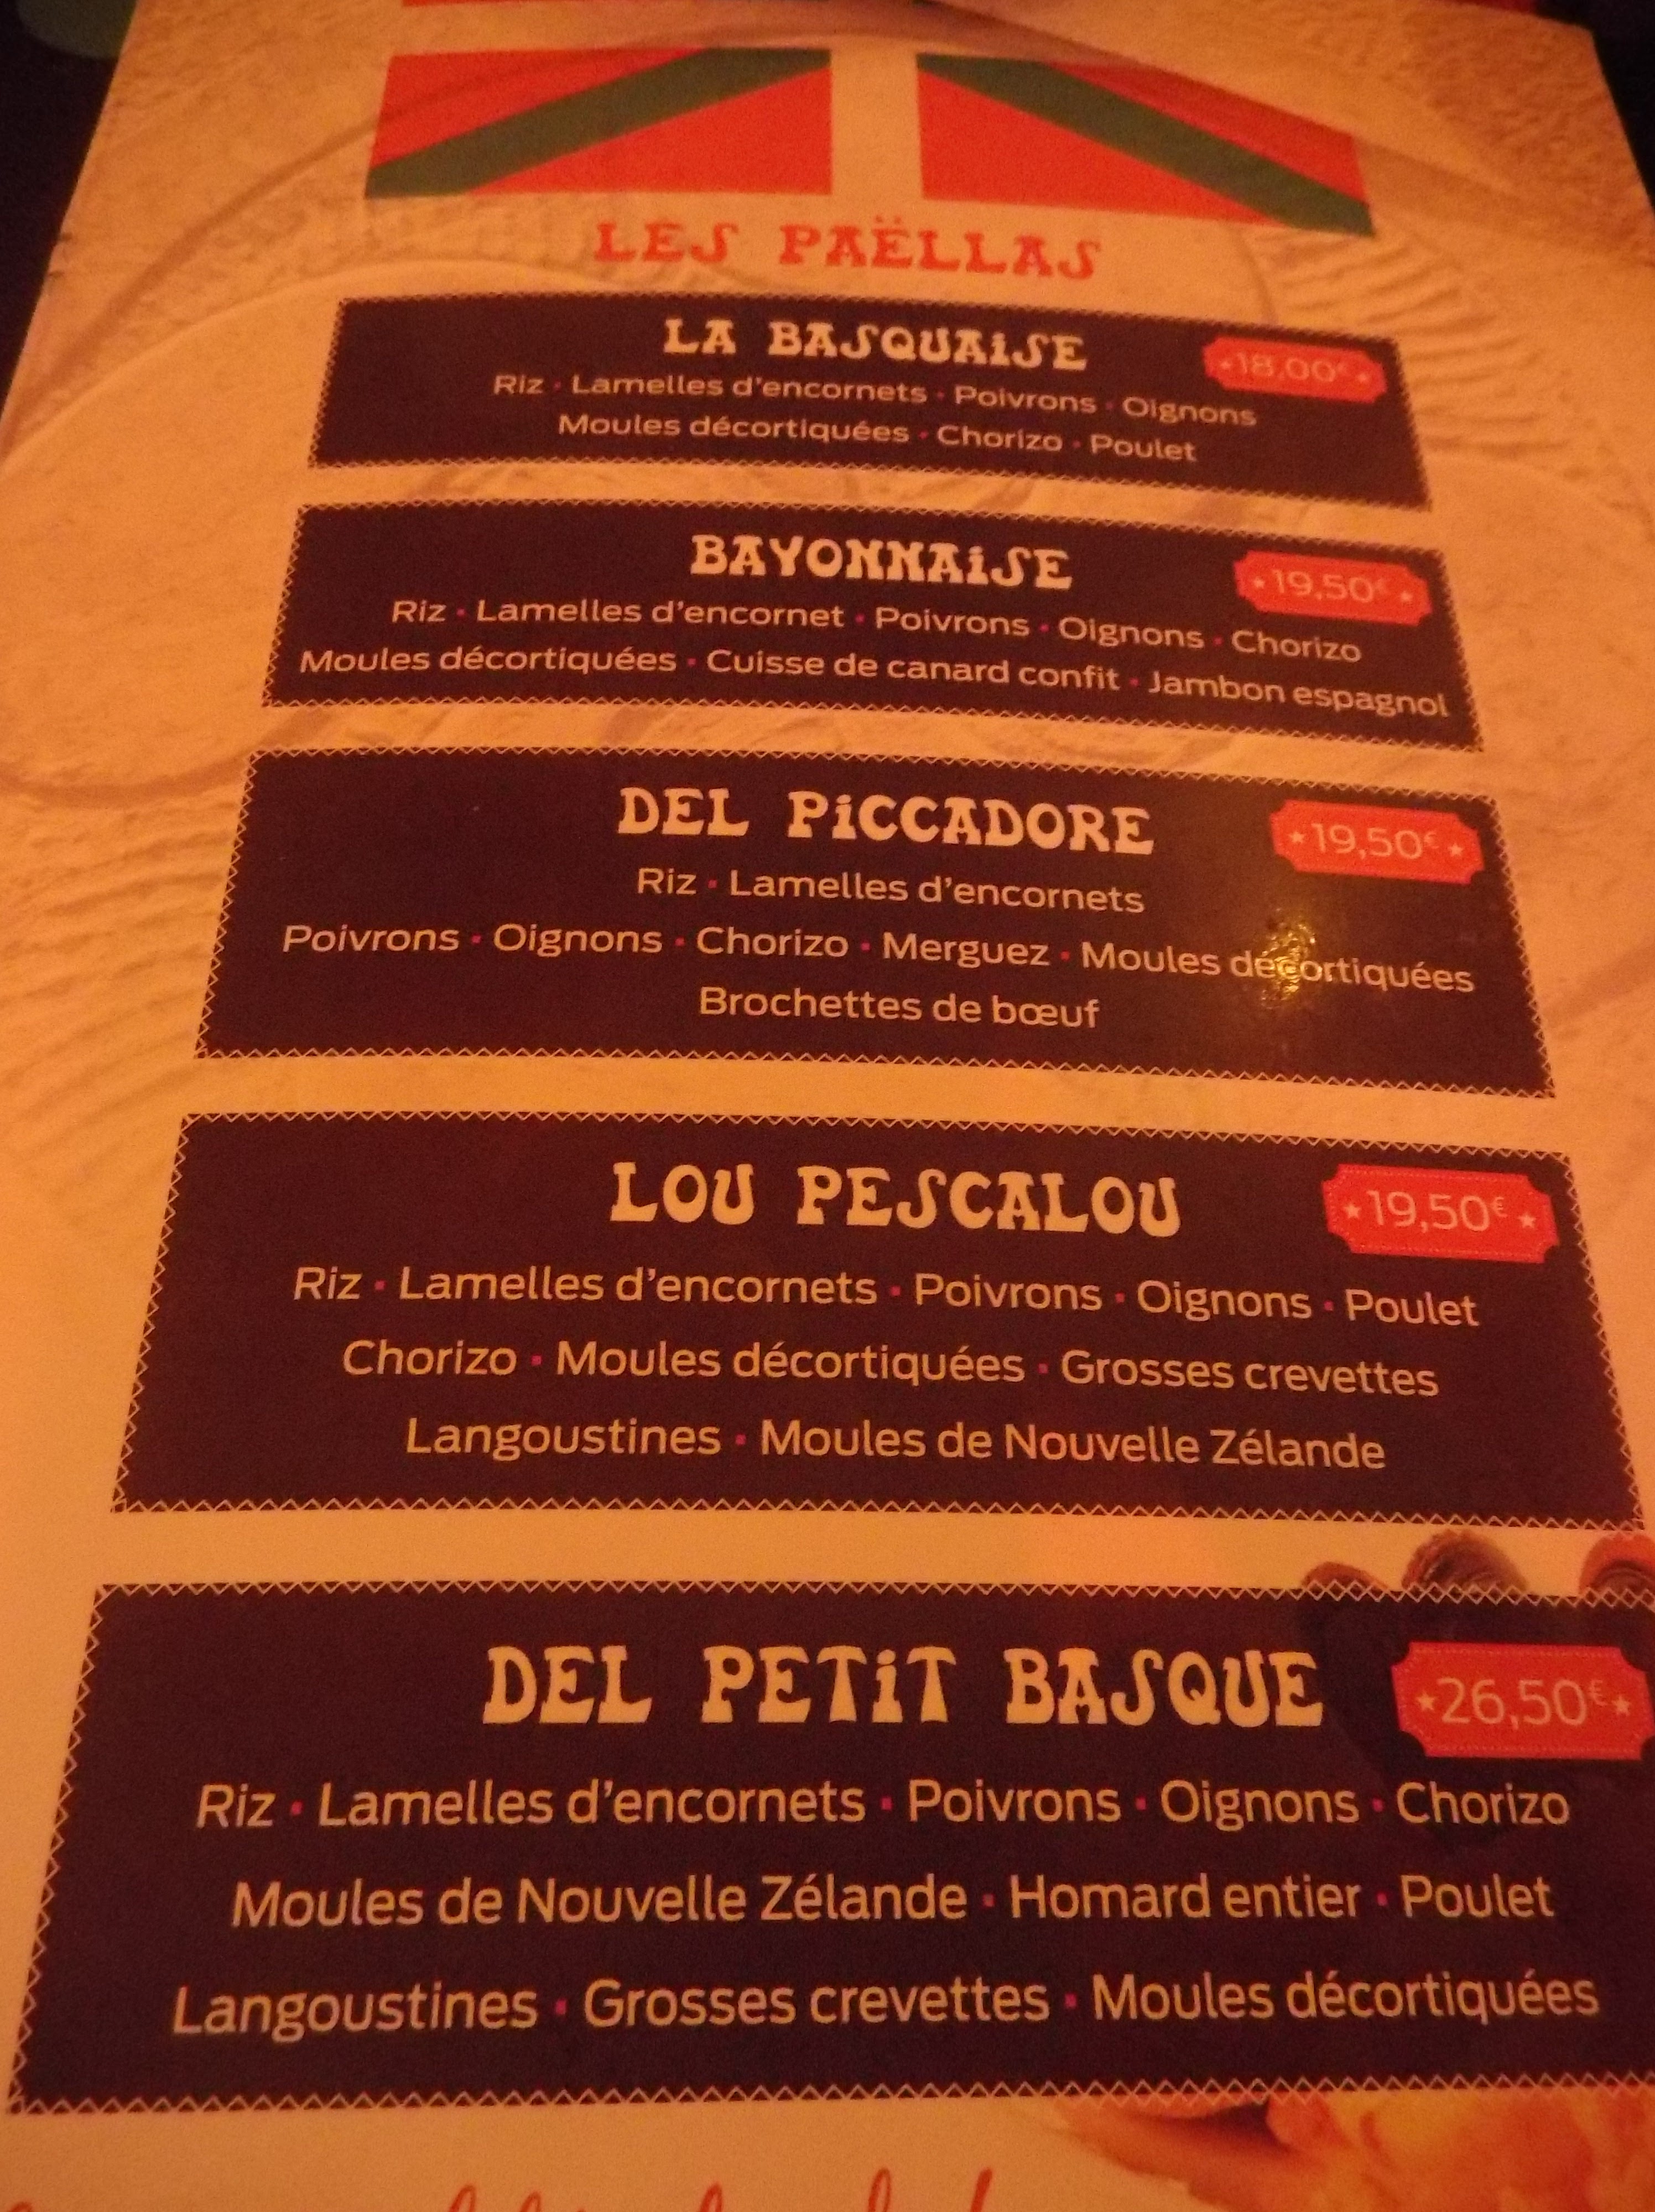 LES PAËLLAS
LA BASQUAiSE
★18,00€★
Riz · Lamelles d'encornets · Poivrons · Oignons
Moules décortiquées · Chorizo · Poulet
BAYONNAiSE
★19,50€★
Riz · Lamelles d'encornet · Poivrons · Oignons · Chorizo
Moules décortiquées · Cuisse de canard confit · Jambon espagnol
DEL PiCCADORE
★19,50€★
Riz · Lamelles d'encornets
Poivrons · Oignons · Chorizo · Merguez · Moules décortiquées
Brochettes de bœuf
LOU PESCALOU
★19,50€★
Riz · Lamelles d'encornets · Poivrons · Oignons · Poulet
Chorizo · Moules décortiquées · Grosses crevettes
Langoustines · Moules de Nouvelle Zélande
DEL PETiT BASQUE
★26,50€★
Riz · Lamelles d'encornets · Poivrons · Oignons · Chorizo
Moules de Nouvelle Zélande · Homard entier · Poulet
Langoustines · Grosses crevettes · Moules décortiquées